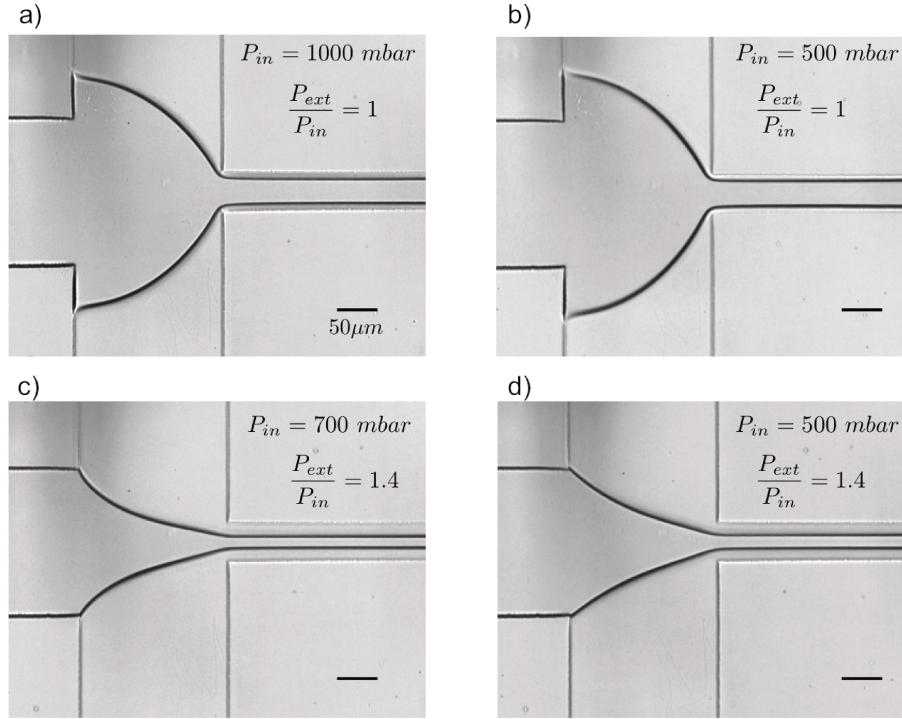 a)
P_in = 1000 mbar
P_ext/P_in = 1
50μm
b)
P_in = 500 mbar
P_ext/P_in = 1
c)
P_in = 700 mbar
P_ext/P_in = 1.4
d)
P_in = 500 mbar
P_ext/P_in = 1.4